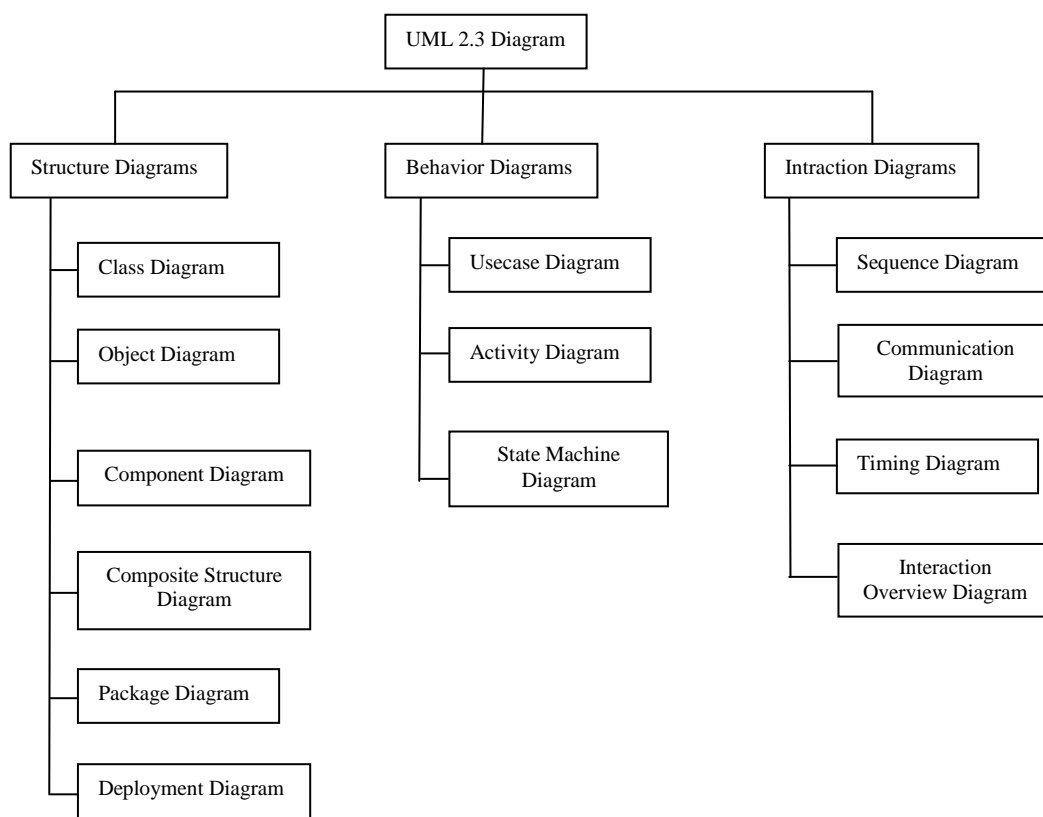 UML 2.3 Diagram
Structure Diagrams
Behavior Diagrams
Intraction Diagrams
Class Diagram
Object Diagram
Component Diagram
Composite Structure
Diagram
Package Diagram
Deployment Diagram
Usecase Diagram
Activity Diagram
State Machine
Diagram
Sequence Diagram
Communication
Diagram
Timing Diagram
Interaction
Overview Diagram